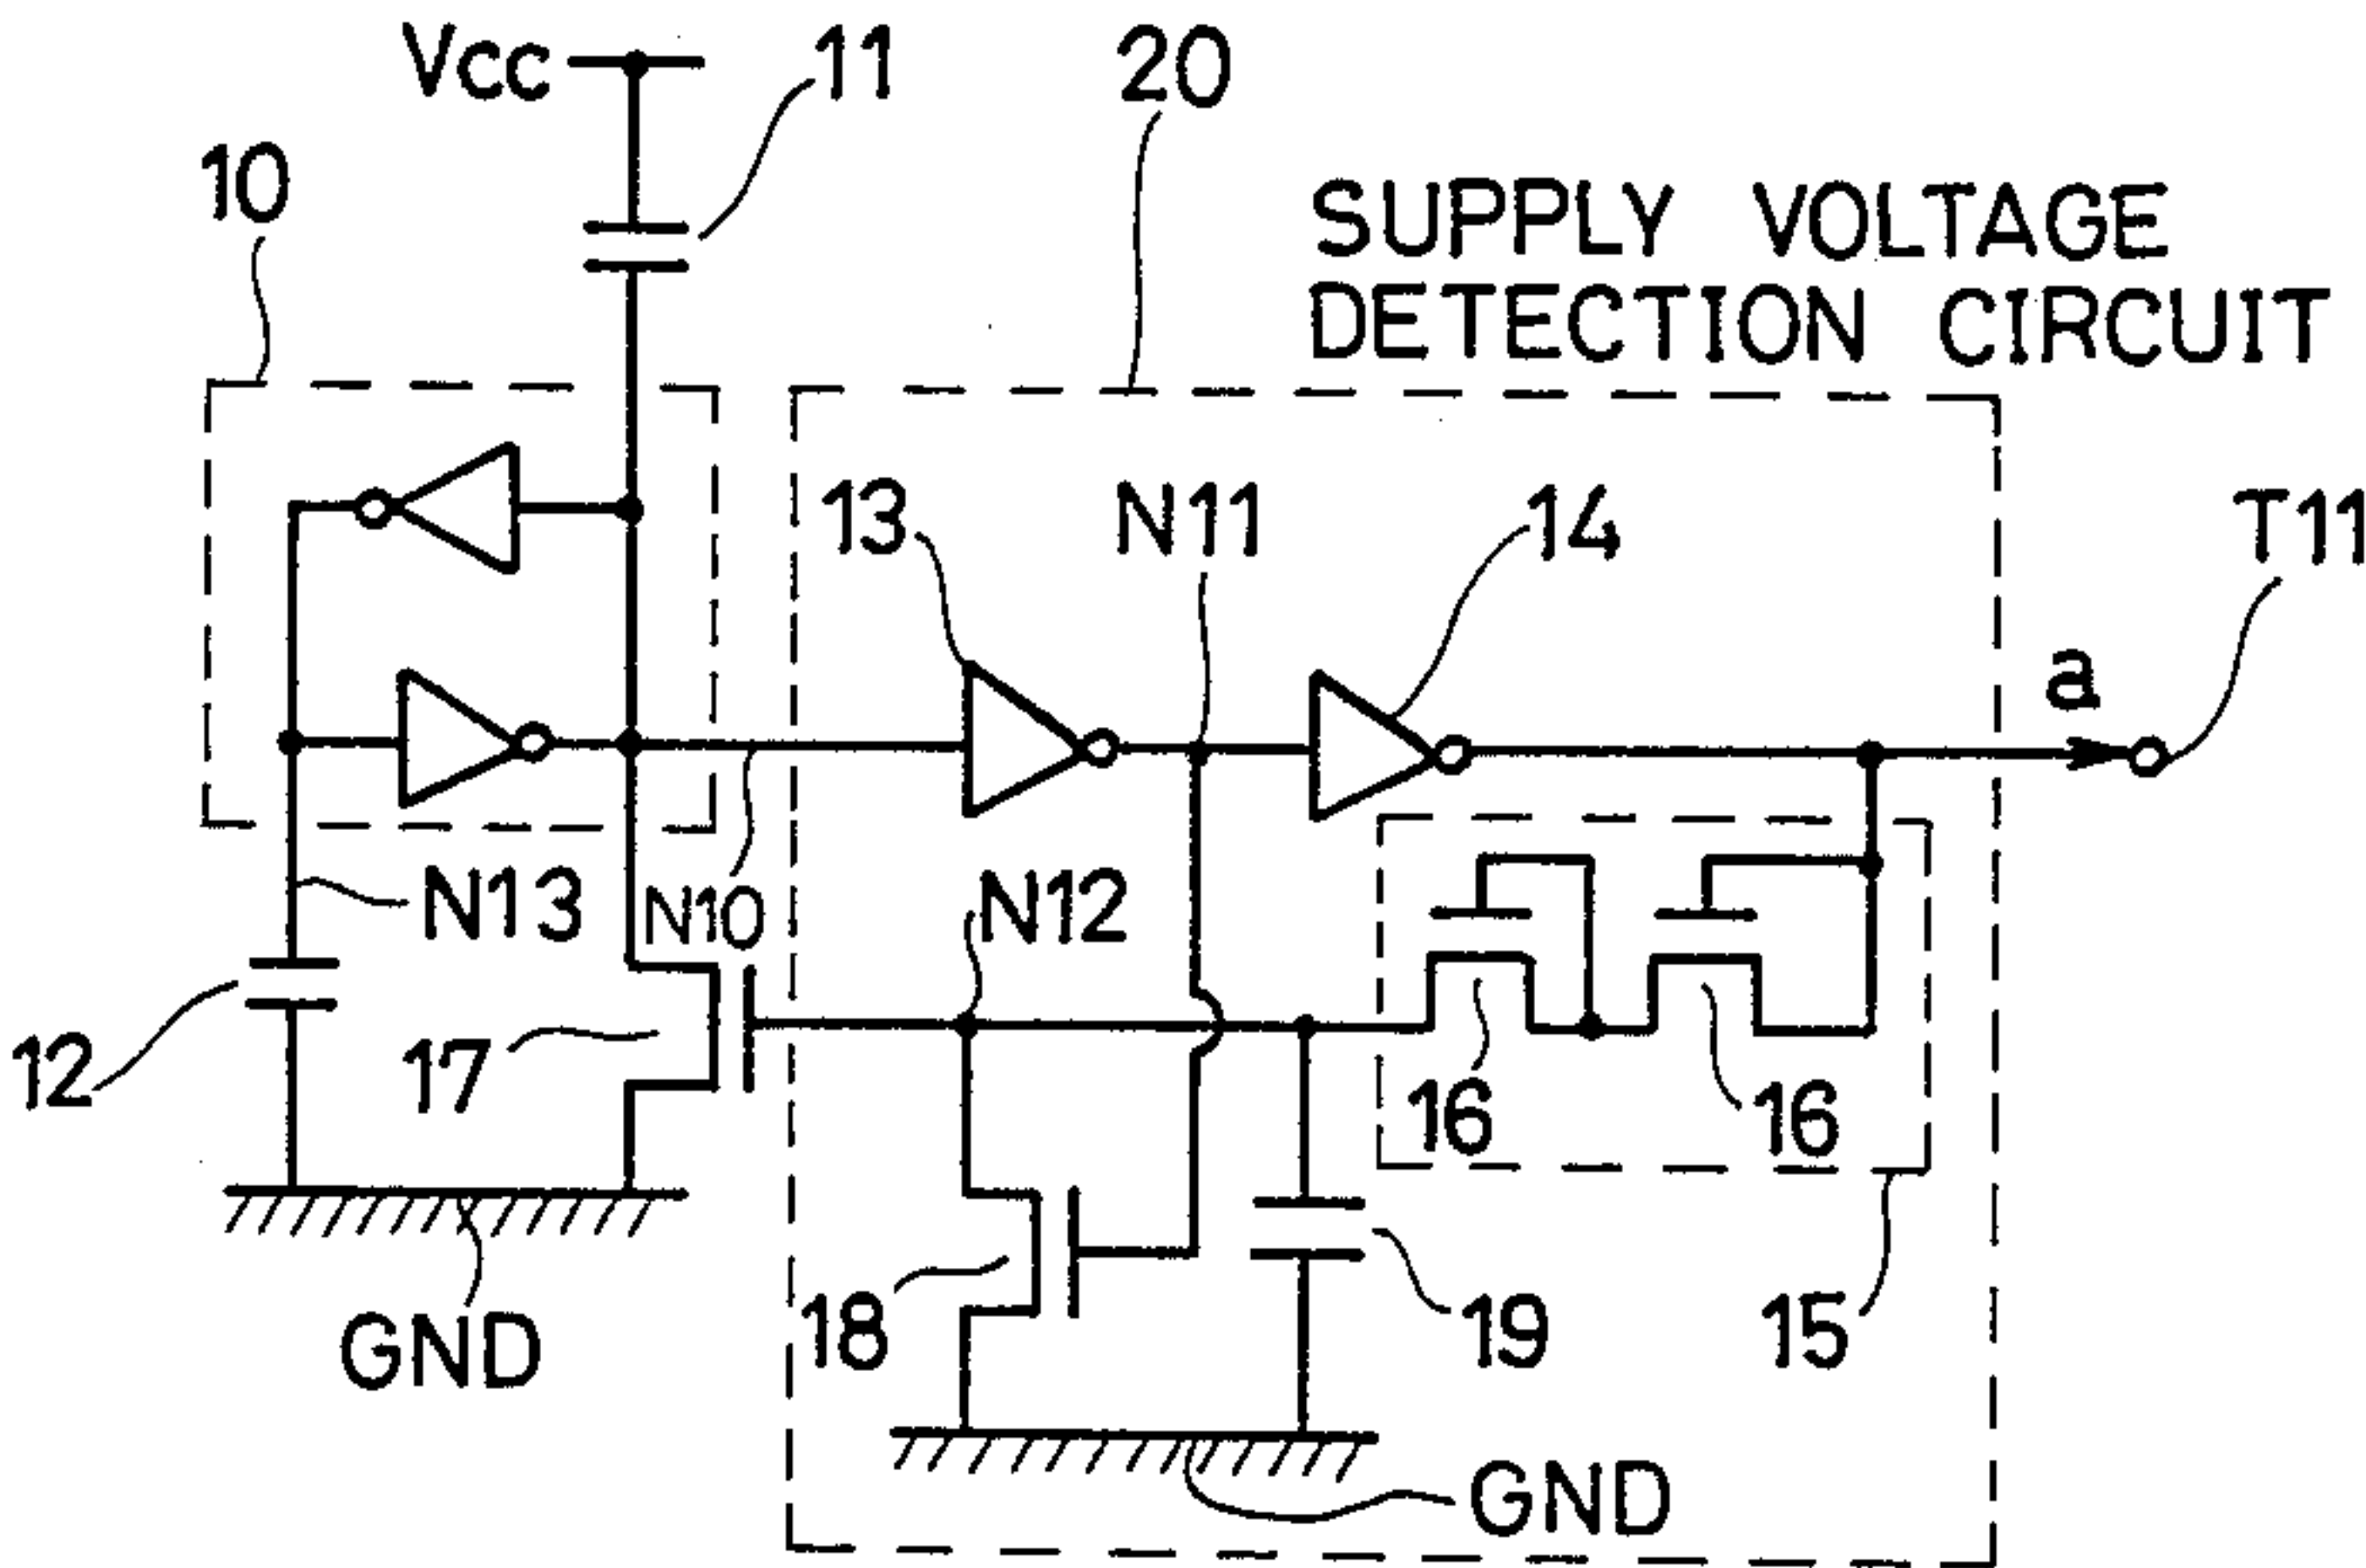 Vcc
11
20
10
SUPPLY VOLTAGE
DETECTION CIRCUIT
13
N11
14
T11
a
N13
N10
N12
12
17
16
16
18
19
15
GND
GND